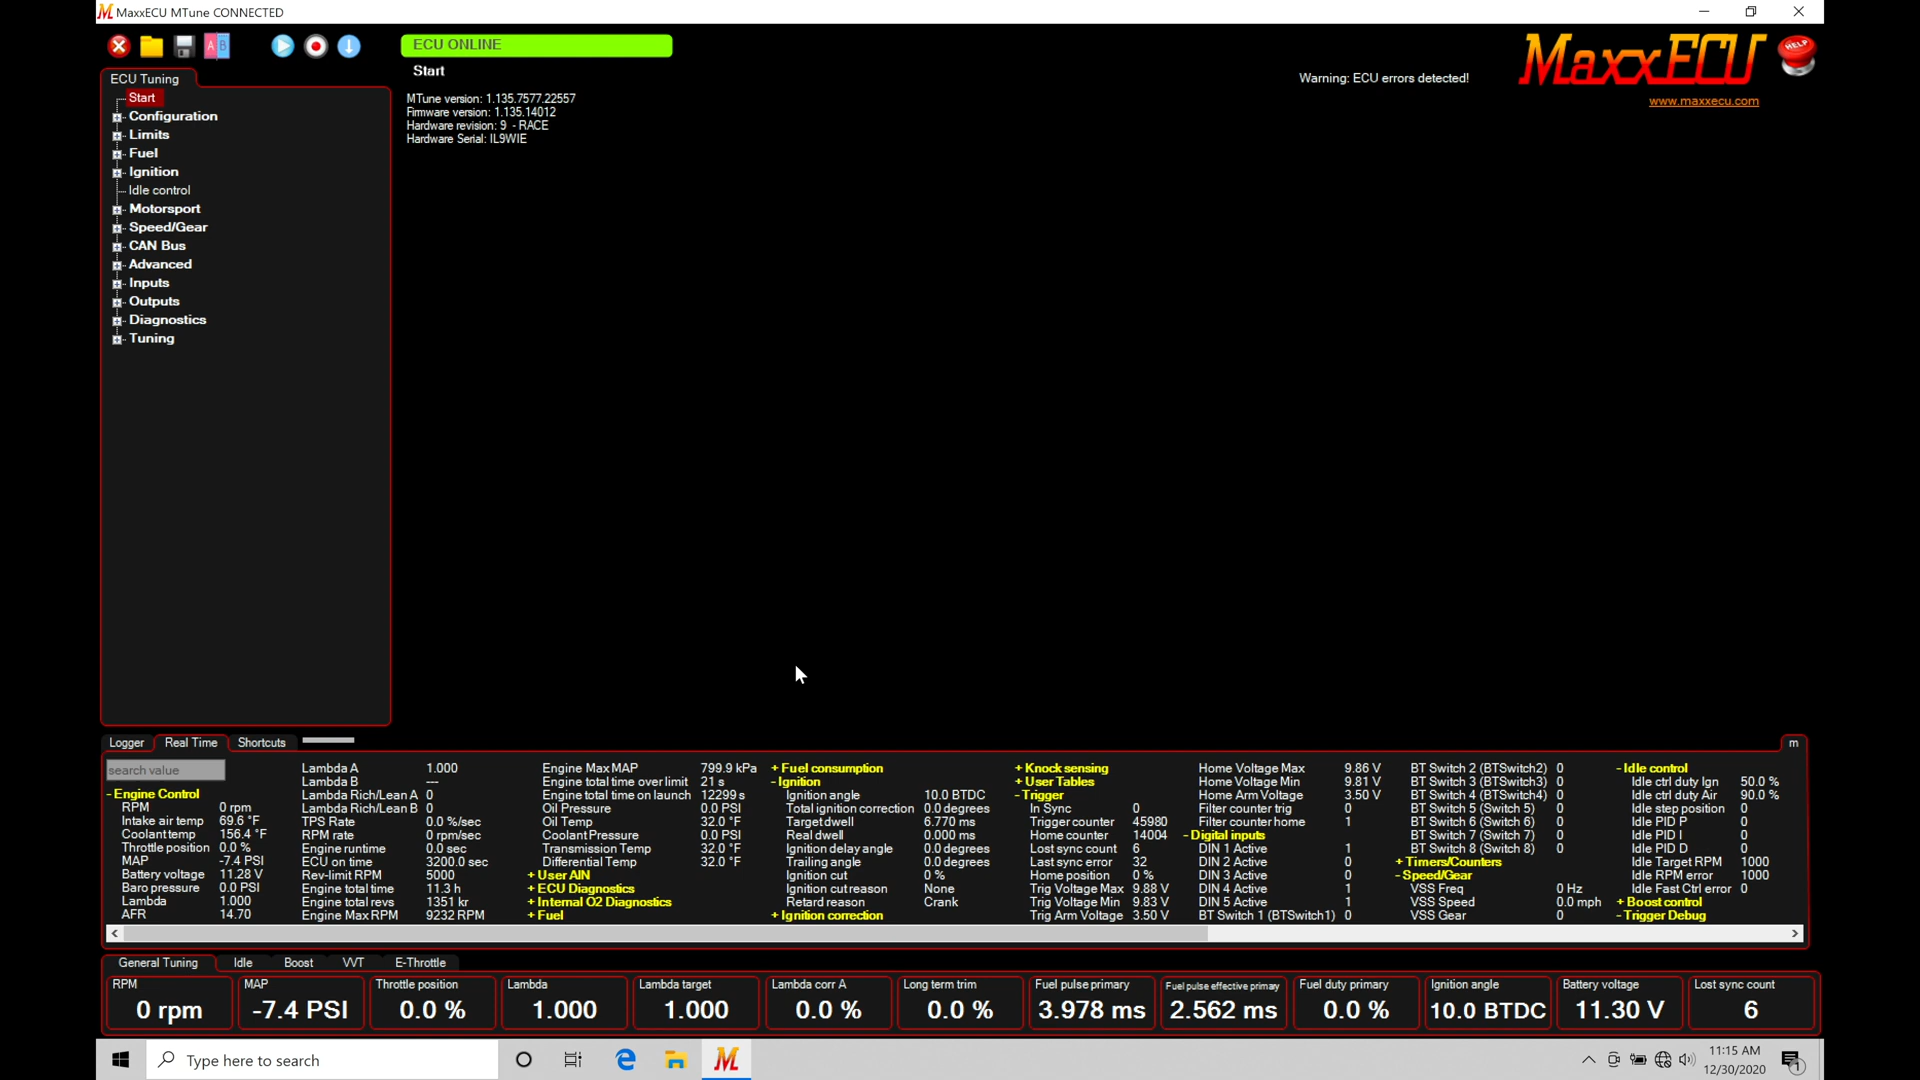 MaxxECU MTune CONNECTED
A B
ECU ONLINE
MaxxECU
HELP
Start
Warning: ECU errors detected!
www.maxxecu.com
MTune version: 1.135.7577.22557
Firmware version: 1.135.14012
Hardware revision: 9 - RACE
Hardware Serial: IL9WIE
ECU Tuning
Start
Configuration
Limits
Fuel
Ignition
Idle control
Motorsport
Speed/Gear
CAN Bus
Advanced
Inputs
Outputs
Diagnostics
Tuning
Logger Real Time Shortcuts m
search value
- Engine Control
RPM 0 rpm
Intake air temp 69.6 °F
Coolant temp 156.4 °F
Throttle position 0.0 %
MAP -7.4 PSI
Battery voltage 11.28 V
Baro pressure 0.0 PSI
Lambda 1.000
AFR 14.70
Lambda A 1.000
Lambda B ---
Lambda Rich/Lean A 0
Lambda Rich/Lean B 0
TPS Rate 0.0 %/sec
RPM rate 0 rpm/sec
Engine runtime 0.0 sec
ECU on time 3200.0 sec
Rev-limit RPM 5000
Engine total time 11.3 h
Engine total revs 1351 kr
Engine Max RPM 9232 RPM
Engine Max MAP 799.9 kPa
Engine total time over limit 21 s
Engine total time on launch 12299 s
Oil Pressure 0.0 PSI
Oil Temp 32.0 °F
Coolant Pressure 0.0 PSI
Transmission Temp 32.0 °F
Differential Temp 32.0 °F
+ User AIN
+ ECU Diagnostics
+ Internal O2 Diagnostics
+ Fuel
+ Fuel consumption
- Ignition
Ignition angle 10.0 BTDC
Total ignition correction 0.0 degrees
Target dwell 6.770 ms
Real dwell 0.000 ms
Ignition delay angle 0.0 degrees
Trailing angle 0.0 degrees
Ignition cut 0 %
Ignition cut reason None
Retard reason Crank
+ Ignition correction
+ Knock sensing
+ User Tables
- Trigger
In Sync 0
Trigger counter 45980
Home counter 14004
Lost sync count 6
Last sync error 32
Home position 0 %
Trig Voltage Max 9.88 V
Trig Voltage Min 9.83 V
Trig Arm Voltage 3.50 V
Home Voltage Max 9.86 V
Home Voltage Min 9.81 V
Home Arm Voltage 3.50 V
Filter counter trig 0
Filter counter home 1
- Digital inputs
DIN 1 Active 1
DIN 2 Active 0
DIN 3 Active 0
DIN 4 Active 1
DIN 5 Active 1
BT Switch 1 (BTSwitch1) 0
BT Switch 2 (BTSwitch2) 0
BT Switch 3 (BTSwitch3) 0
BT Switch 4 (BTSwitch4) 0
BT Switch 5 (Switch 5) 0
BT Switch 6 (Switch 6) 0
BT Switch 7 (Switch 7) 0
BT Switch 8 (Switch 8) 0
+ Timers/Counters
- Speed/Gear
VSS Freq 0 Hz
VSS Speed 0.0 mph
VSS Gear 0
- Idle control
Idle ctrl duty Ign 50.0 %
Idle ctrl duty Air 90.0 %
Idle step position 0
Idle PID P 0
Idle PID I 0
Idle PID D 0
Idle Target RPM 1000
Idle RPM error 1000
Idle Fast Ctrl error 0
+ Boost control
- Trigger Debug
General Tuning Idle Boost VVT E-Throttle
RPM
0 rpm
MAP
-7.4 PSI
Throttle position
0.0 %
Lambda
1.000
Lambda target
1.000
Lambda corr A
0.0 %
Long term trim
0.0 %
Fuel pulse primary
3.978 ms
Fuel pulse effective primary
2.562 ms
Fuel duty primary
0.0 %
Ignition angle
10.0 BTDC
Battery voltage
11.30 V
Lost sync count
6
Type here to search
11:15 AM
12/30/2020
1